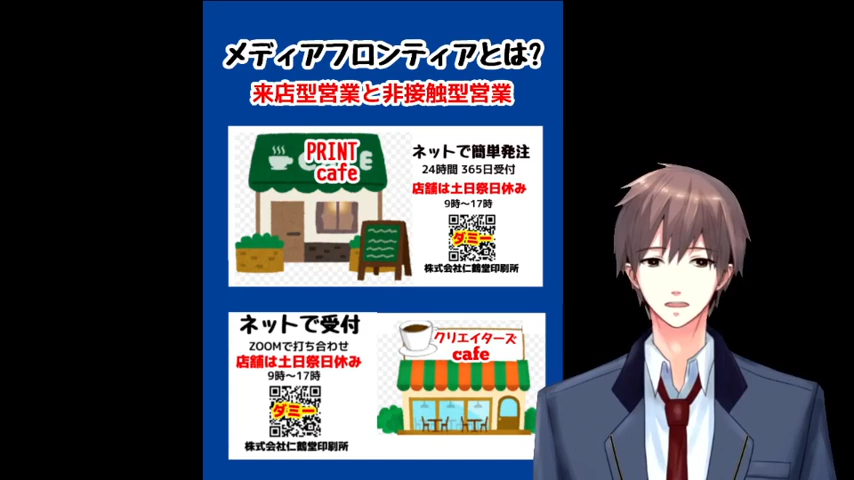 メディアフロンティアとは?
来店型営業と非接触型営業
PRINT
cafe
ネットで簡単発注
24時間 365日受付
店舗は土日祭日休み
9時～17時
ダミー
株式会社仁鶴堂印刷所
ネットで受付
ZOOMで打ち合わせ
店舗は土日祭日休み
9時～17時
ダミー
株式会社仁鶴堂印刷所
クリエイターズ
cafe